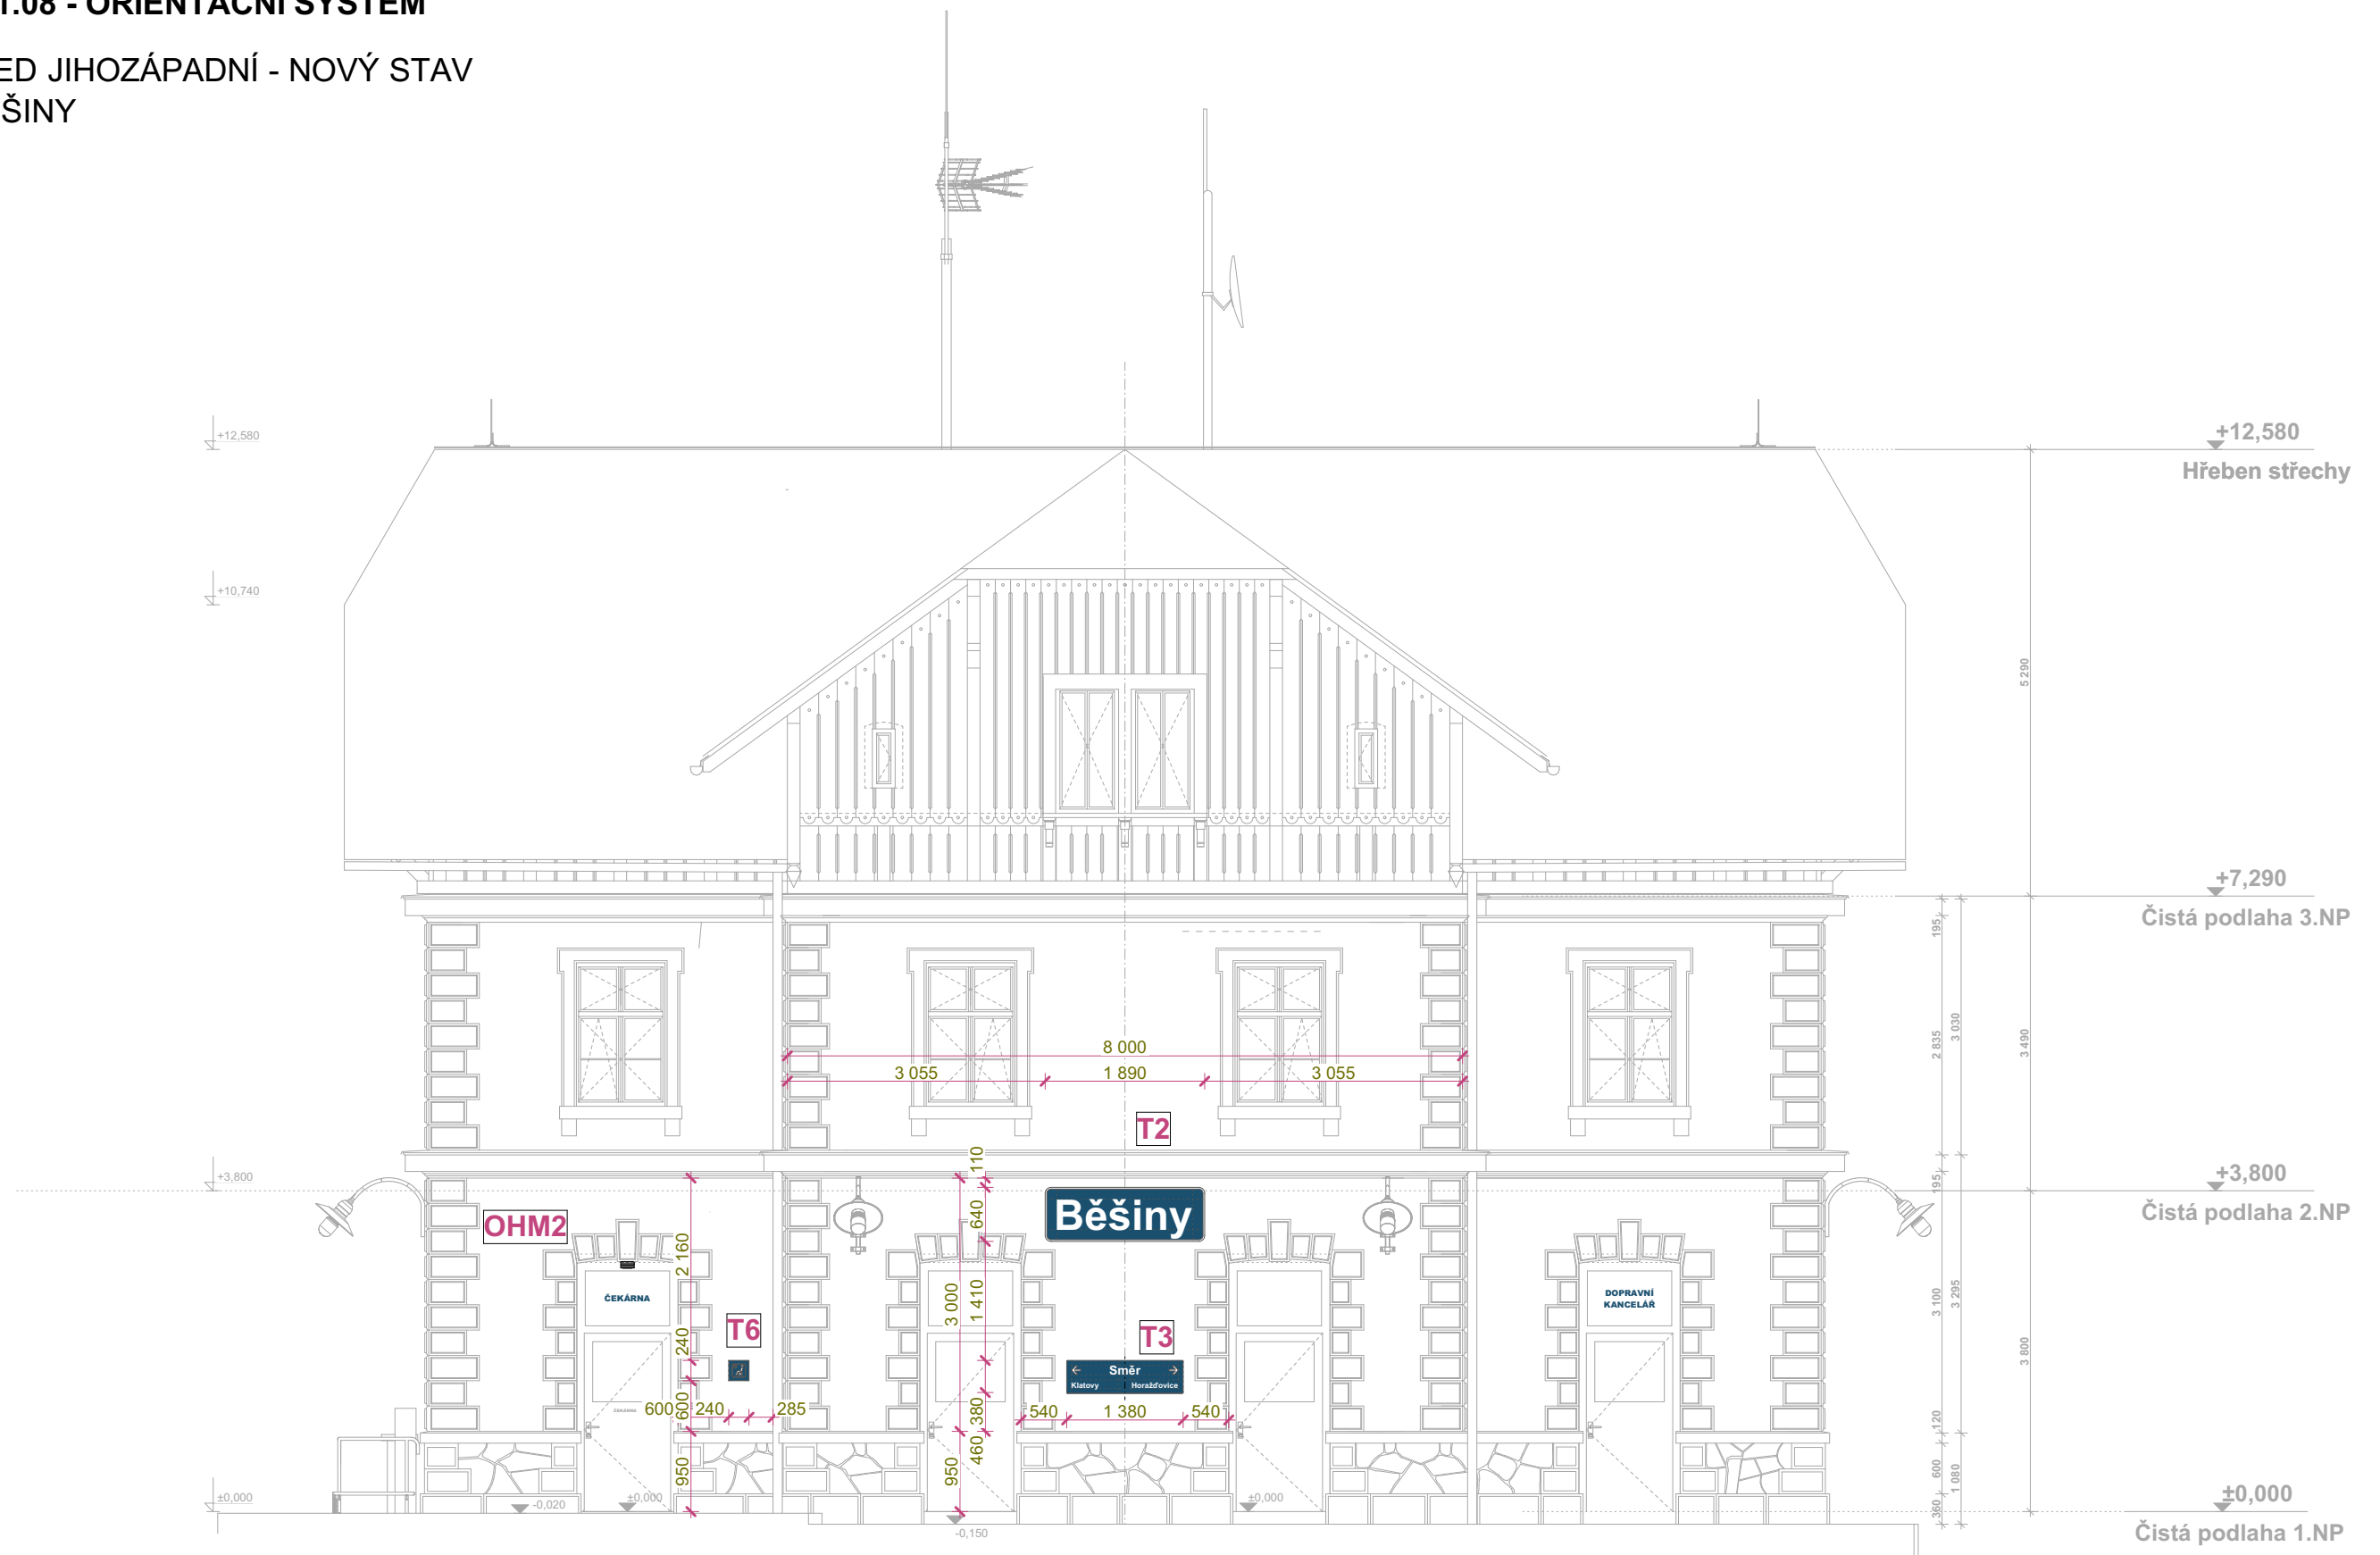 1.08 - ORIENTAČNÍ SYSTÉM
ED JIHOZÁPADNÍ - NOVÝ STAV
ŠINY
+12,580
+12,580
Hřeben střechy
+10,740
5 290
+7,290
Čistá podlaha 3.NP
195
2 835
3 030
3 490
8 000
3 055
1 890
3 055
T2
110
+3,800
+3,800
Čistá podlaha 2.NP
195
OHM2
Běšiny
640
2 160
3 000
1 410
ČEKÁRNA
DOPRAVNÍ
KANCELÁŘ
3 100
3 295
3 800
T6
T3
240
← Směr →
Klatovy Horažďovice
600
ČEKÁRNA
600
240
285
380
540
1 380
540
460
120
950
950
600
1 080
360
±0,000
-0,020
±0,000
±0,000
±0,000
-0,150
Čistá podlaha 1.NP